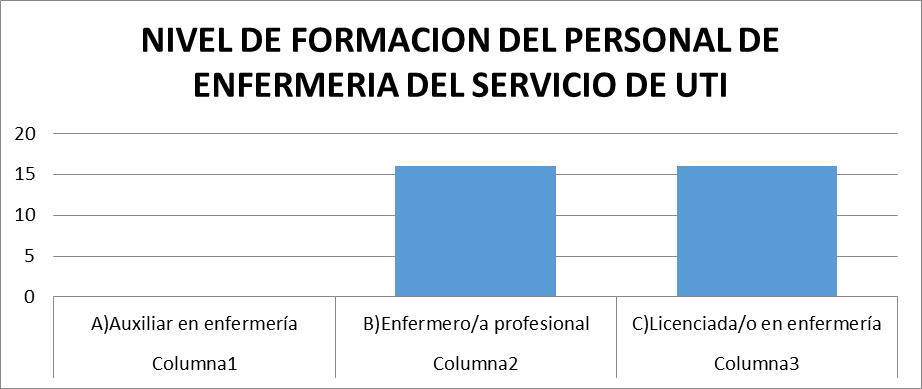 NIVEL DE FORMACION DEL PERSONAL DE
ENFERMERIA DEL SERVICIO DE UTI
20
15
10
5
0
A)Auxiliar en enfermería
B)Enfermero/a profesional
C)Licenciada/o en enfermería
Columna1
Columna2
Columna3